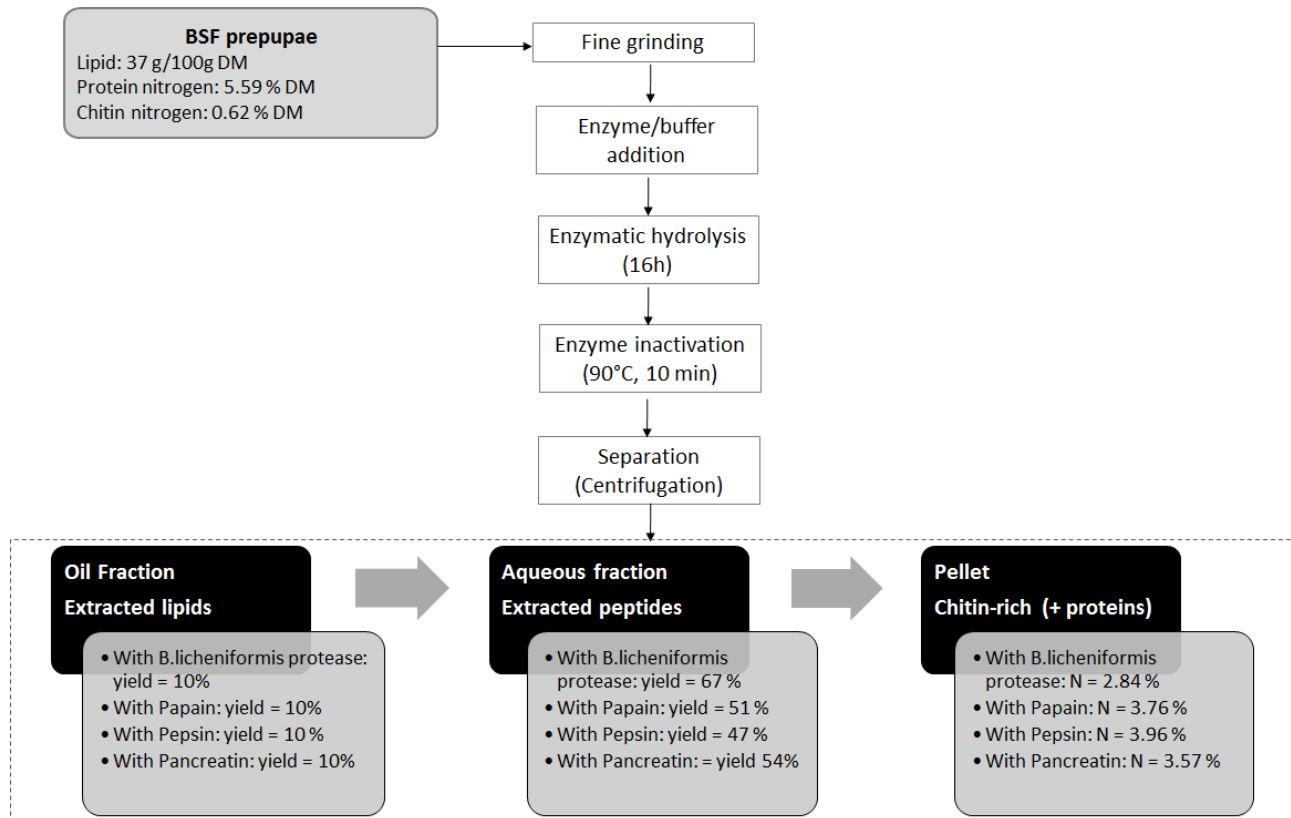 BSF prepupae
Lipid: 37 g/100g DM
Protein nitrogen: 5.59 % DM
Chitin nitrogen: 0.62 % DM
Fine grinding
Enzyme/buffer
addition
Enzymatic hydrolysis
(16h)
Enzyme inactivation
(90°C, 10 min)
Separation
(Centrifugation)
Oil Fraction
Extracted lipids
• With B.licheniformis protease:
yield = 10%
• With Papain: yield = 10%
• With Pepsin: yield = 10 %
• With Pancreatin: yield = 10%
Aqueous fraction
Extracted peptides
• With B.licheniformis
protease: yield = 67 %
• With Papain: yield = 51 %
• With Pepsin: yield = 47 %
• With Pancreatin: = yield 54%
Pellet
Chitin-rich (+ proteins)
• With B.licheniformis
protease: N = 2.84 %
• With Papain: N = 3.76 %
• With Pepsin: N = 3.96 %
• With Pancreatin: N = 3.57 %